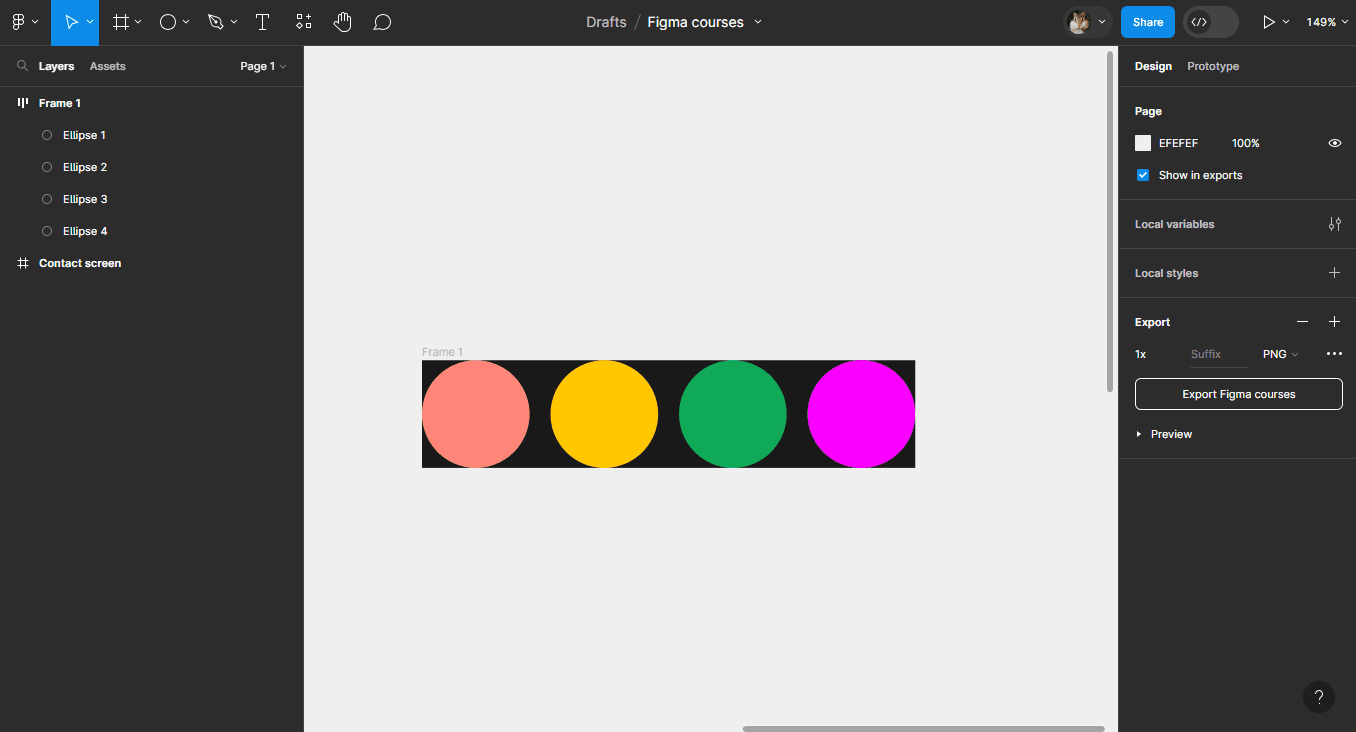 Drafts / Figma courses
Share
149%
Layers Assets Page 1
Frame 1
Ellipse 1
Ellipse 2
Ellipse 3
Ellipse 4
Contact screen
Frame 1
Design Prototype
Page
EFEFEF 100%
Show in exports
Local variables
Local styles
Export
1x Suffix PNG
Export Figma courses
Preview
?